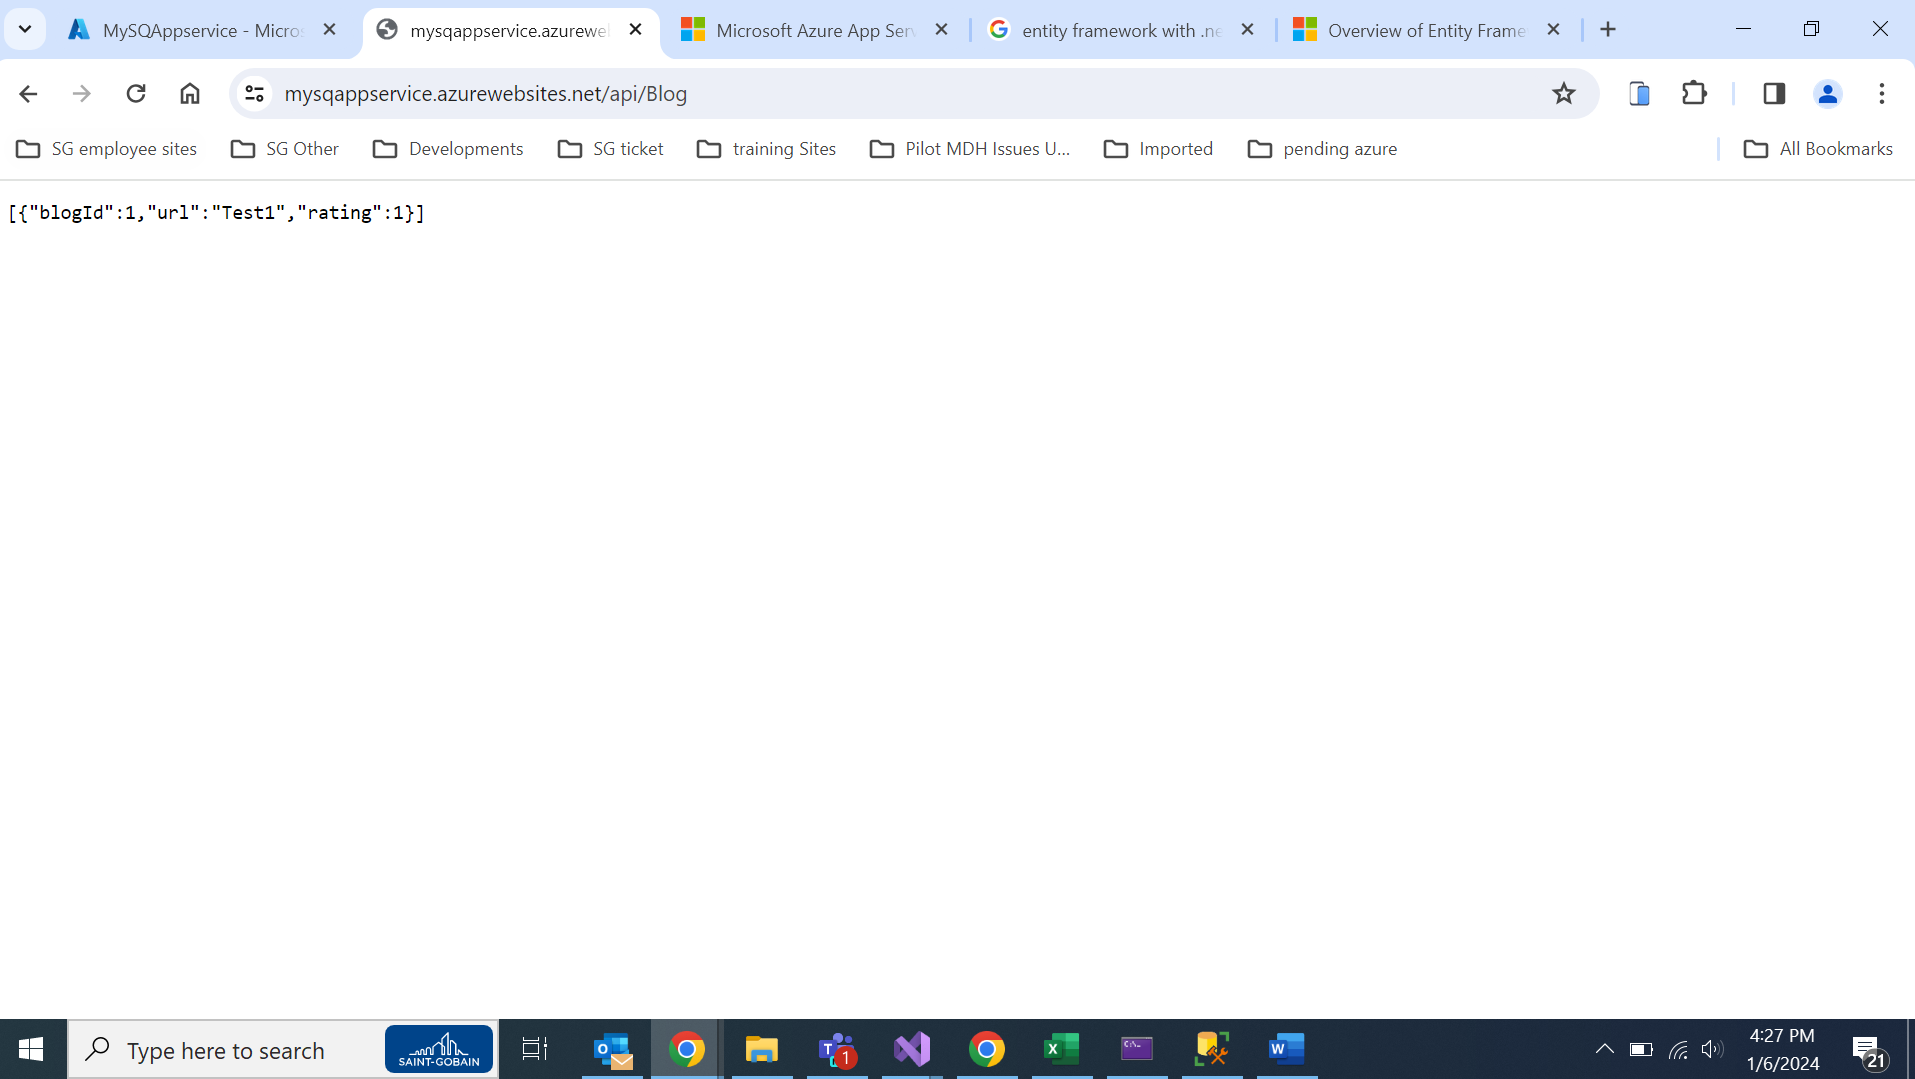 MySQAppservice - Micros
mysqappservice.azurewel
Microsoft Azure App Serv
entity framework with .ne
Overview of Entity Frame
mysqappservice.azurewebsites.net/api/Blog
SG employee sites
SG Other
Developments
SG ticket
training Sites
Pilot MDH Issues U...
Imported
pending azure
All Bookmarks
[{"blogId":1,"url":"Test1","rating":1}]
Type here to search
SAINT-GOBAIN
1
4:27 PM
1/6/2024
21